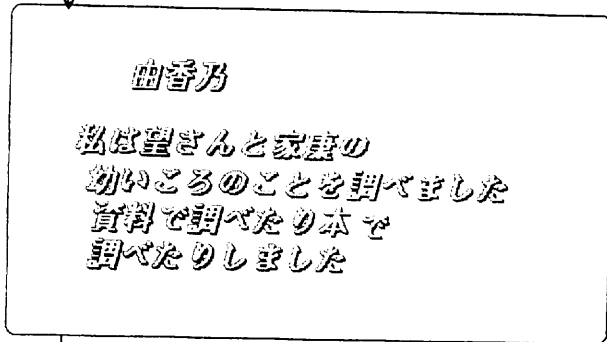 由香乃
私は望さんと家康の
幼いころのことを調べました
資料で調べたり本で
調べたりしました